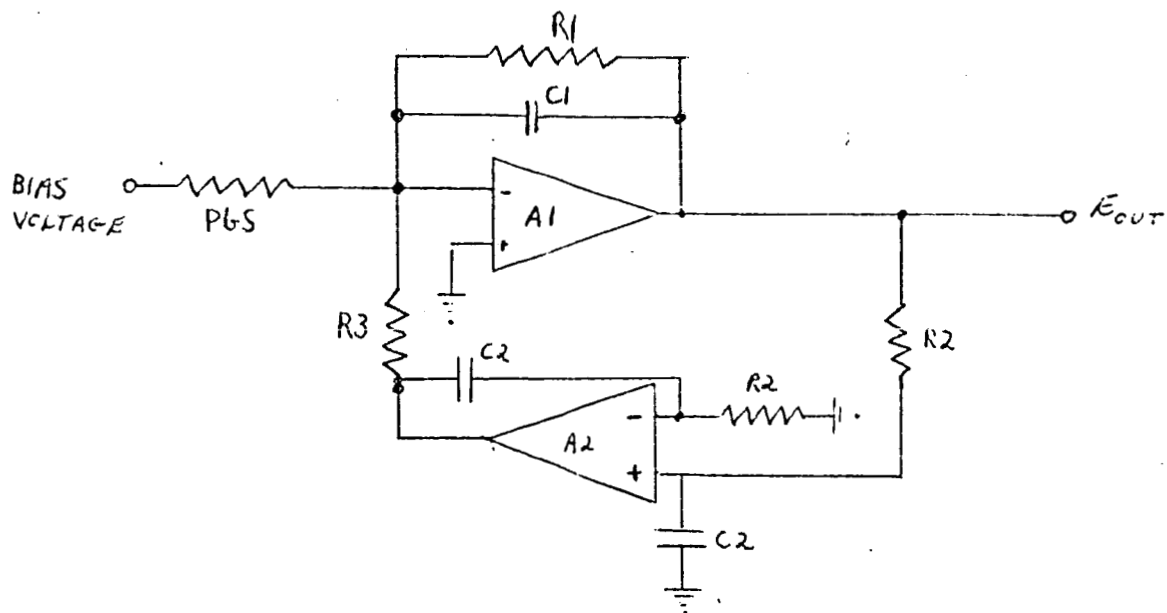 R1
C1
BIAS
VOLTAGE
PGS
-
A1
+
EOUT
R3
C2
R2
R2
-
A2
+
C2